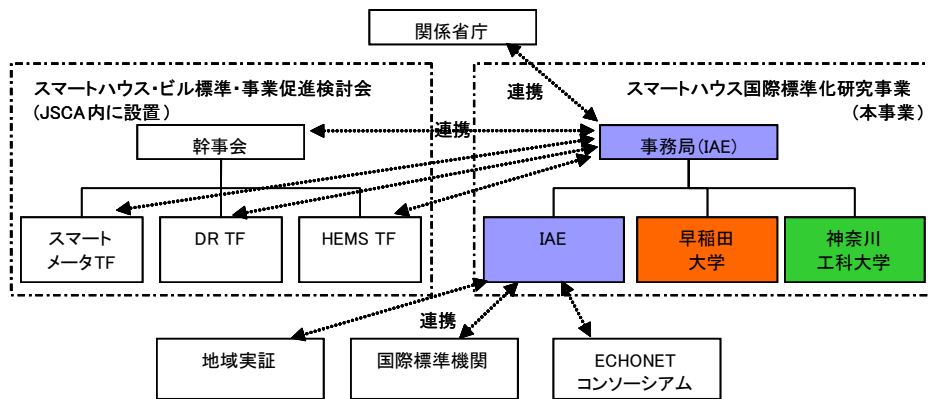 関係省庁
スマートハウス・ビル標準・事業促進検討会
(JSCA内に設置)
スマートハウス国際標準化研究事業
(本事業)
連携
連携
幹事会
事務局(IAE)
スマート
メータTF
DR TF
HEMS TF
IAE
早稲田
大学
神奈川
工科大学
連携
地域実証
国際標準機関
ECHONET
コンソーシアム